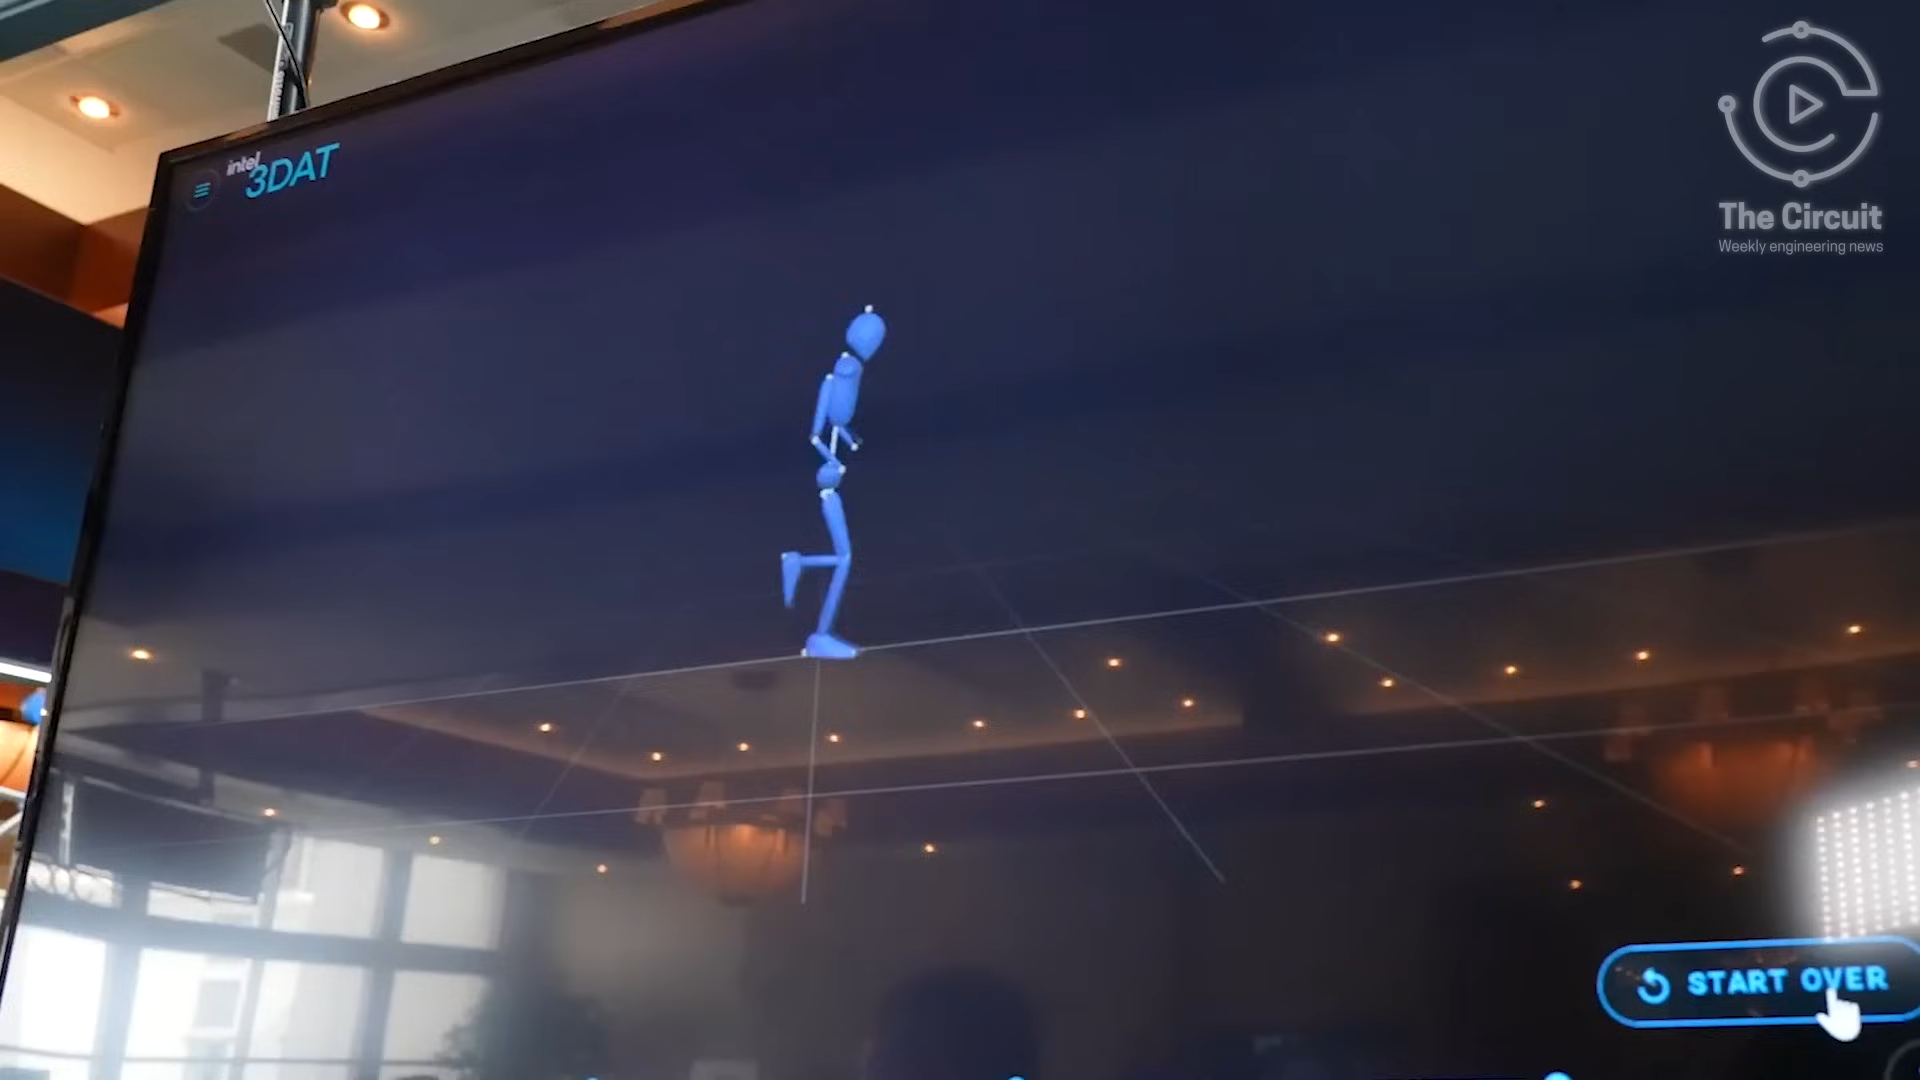 intel
3DAT
The Circuit
Weekly engineering news
START OVER